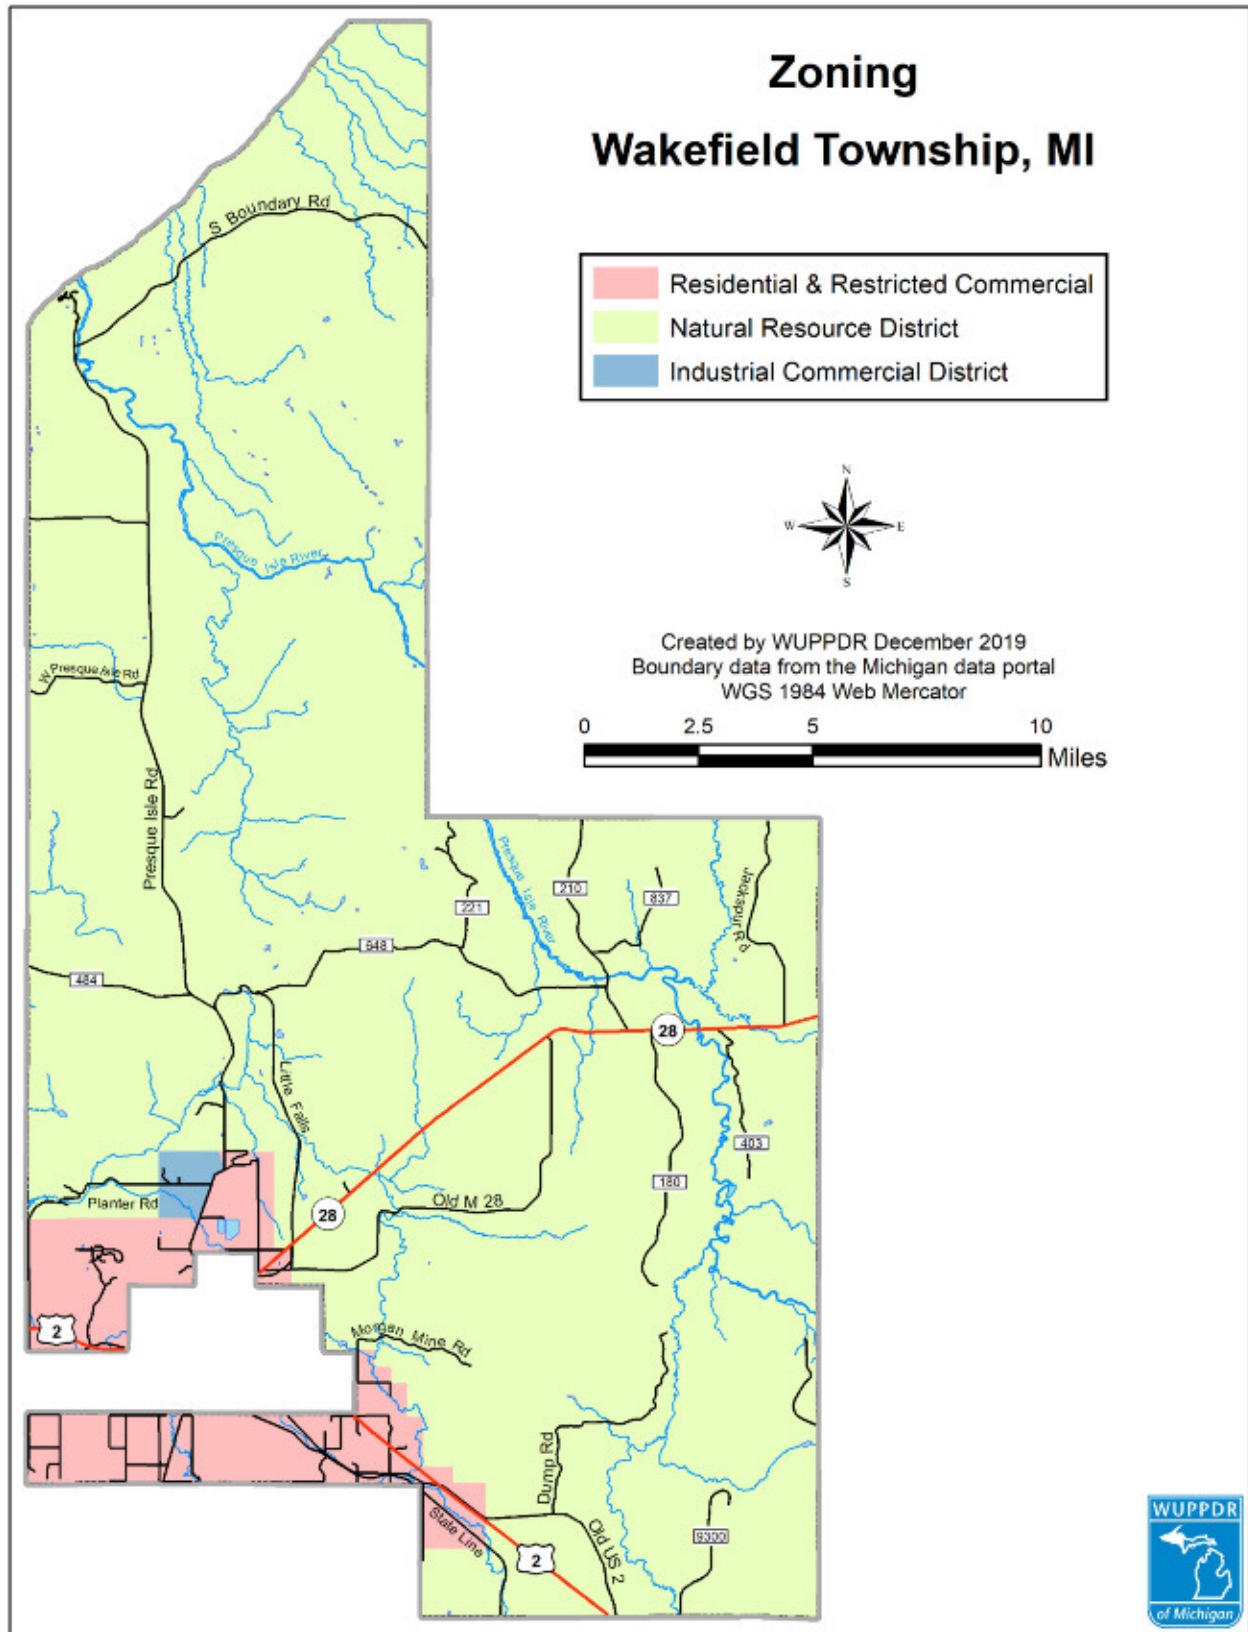 Zoning
Wakefield Township, MI
Residential & Restricted Commercial
Natural Resource District
Industrial Commercial District
N
W
E
S
Created by WUPPDR December 2019
Boundary data from the Michigan data portal
WGS 1984 Web Mercator
0 2.5 5 10
Miles
S Boundary Rd
Presque Isle River
W Presque Isle Rd
Presque Isle Rd
Presque Isle River
221
210
837
Jackspur Rd
648
484
28
Little Falls
403
180
Planter Rd
Old M 28
28
2
Morgan Mine Rd
Dump Rd
State Line
Old US 2
9300
2
WUPPDR
of Michigan